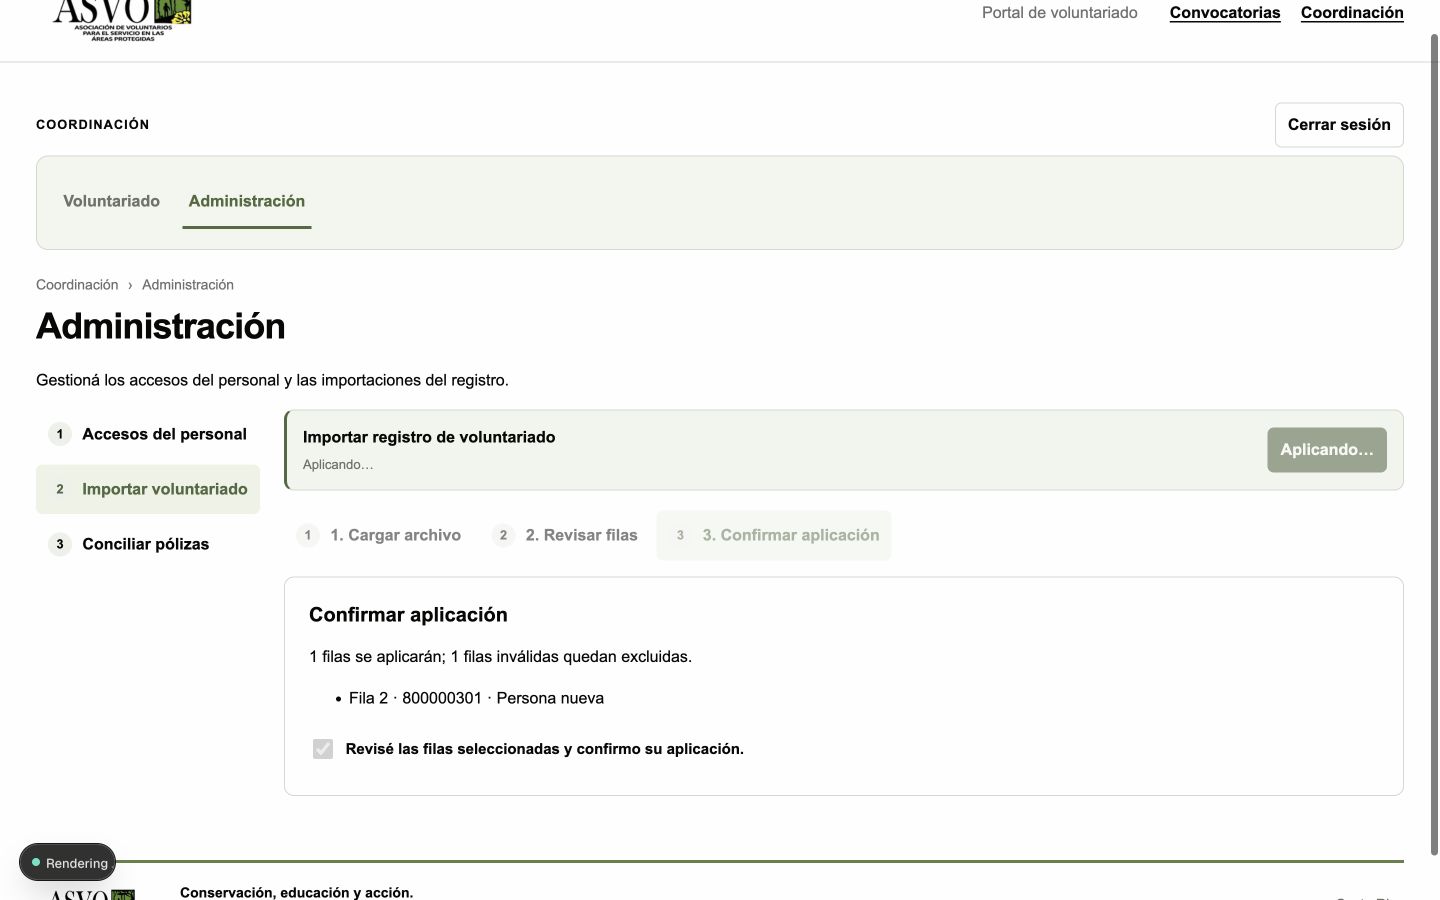 ASVO
ASOCIACIÓN DE VOLUNTARIOS
PARA EL SERVICIO EN LAS
ÁREAS PROTEGIDAS
Portal de voluntariado
Convocatorias
Coordinación
COORDINACIÓN
Cerrar sesión
Voluntariado
Administración
Coordinación › Administración
Administración
Gestioná los accesos del personal y las importaciones del registro.
1 Accesos del personal
2 Importar voluntariado
3 Conciliar pólizas
Importar registro de voluntariado
Aplicando…
Aplicando…
1 1. Cargar archivo
2 2. Revisar filas
3 3. Confirmar aplicación
Confirmar aplicación
1 filas se aplicarán; 1 filas inválidas quedan excluidas.
• Fila 2 · 800000301 · Persona nueva
Revisé las filas seleccionadas y confirmo su aplicación.
Rendering
ASVO
Conservación, educación y acción.